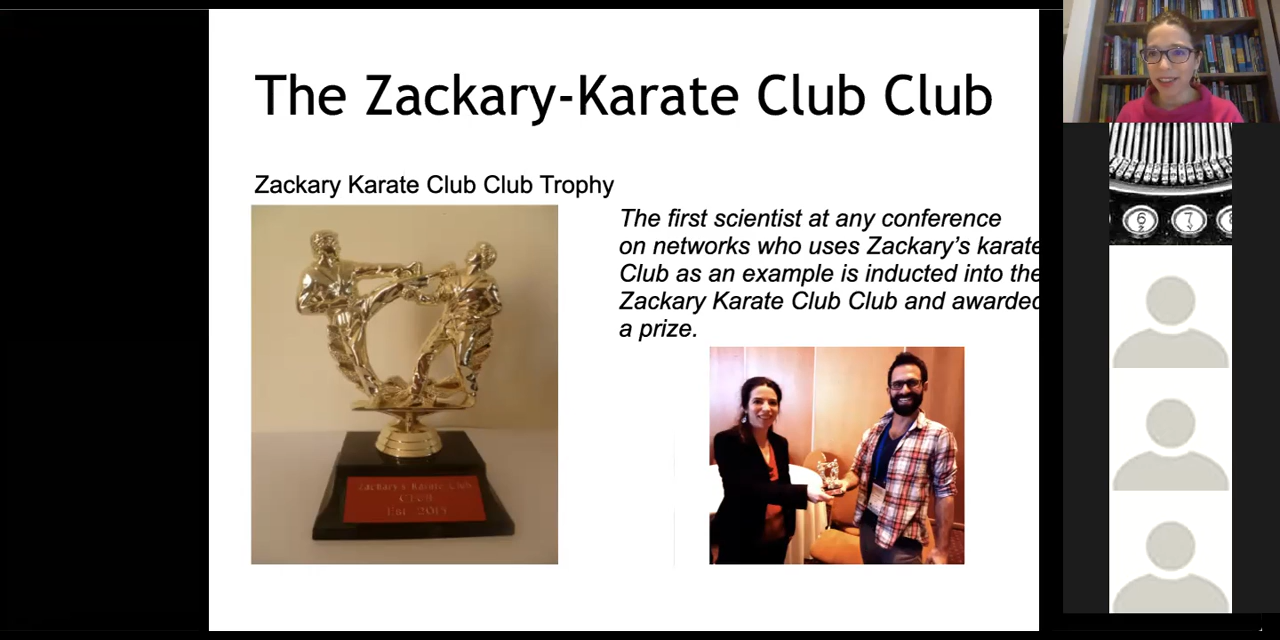 The Zackary-Karate Club Club
Zackary Karate Club Club Trophy
The first scientist at any conference
on networks who uses Zackary's karate
Club as an example is inducted into the
Zackary Karate Club Club and awarded
a prize.
Zackary's Karate Club
CLUB
Est. 2013
6
7